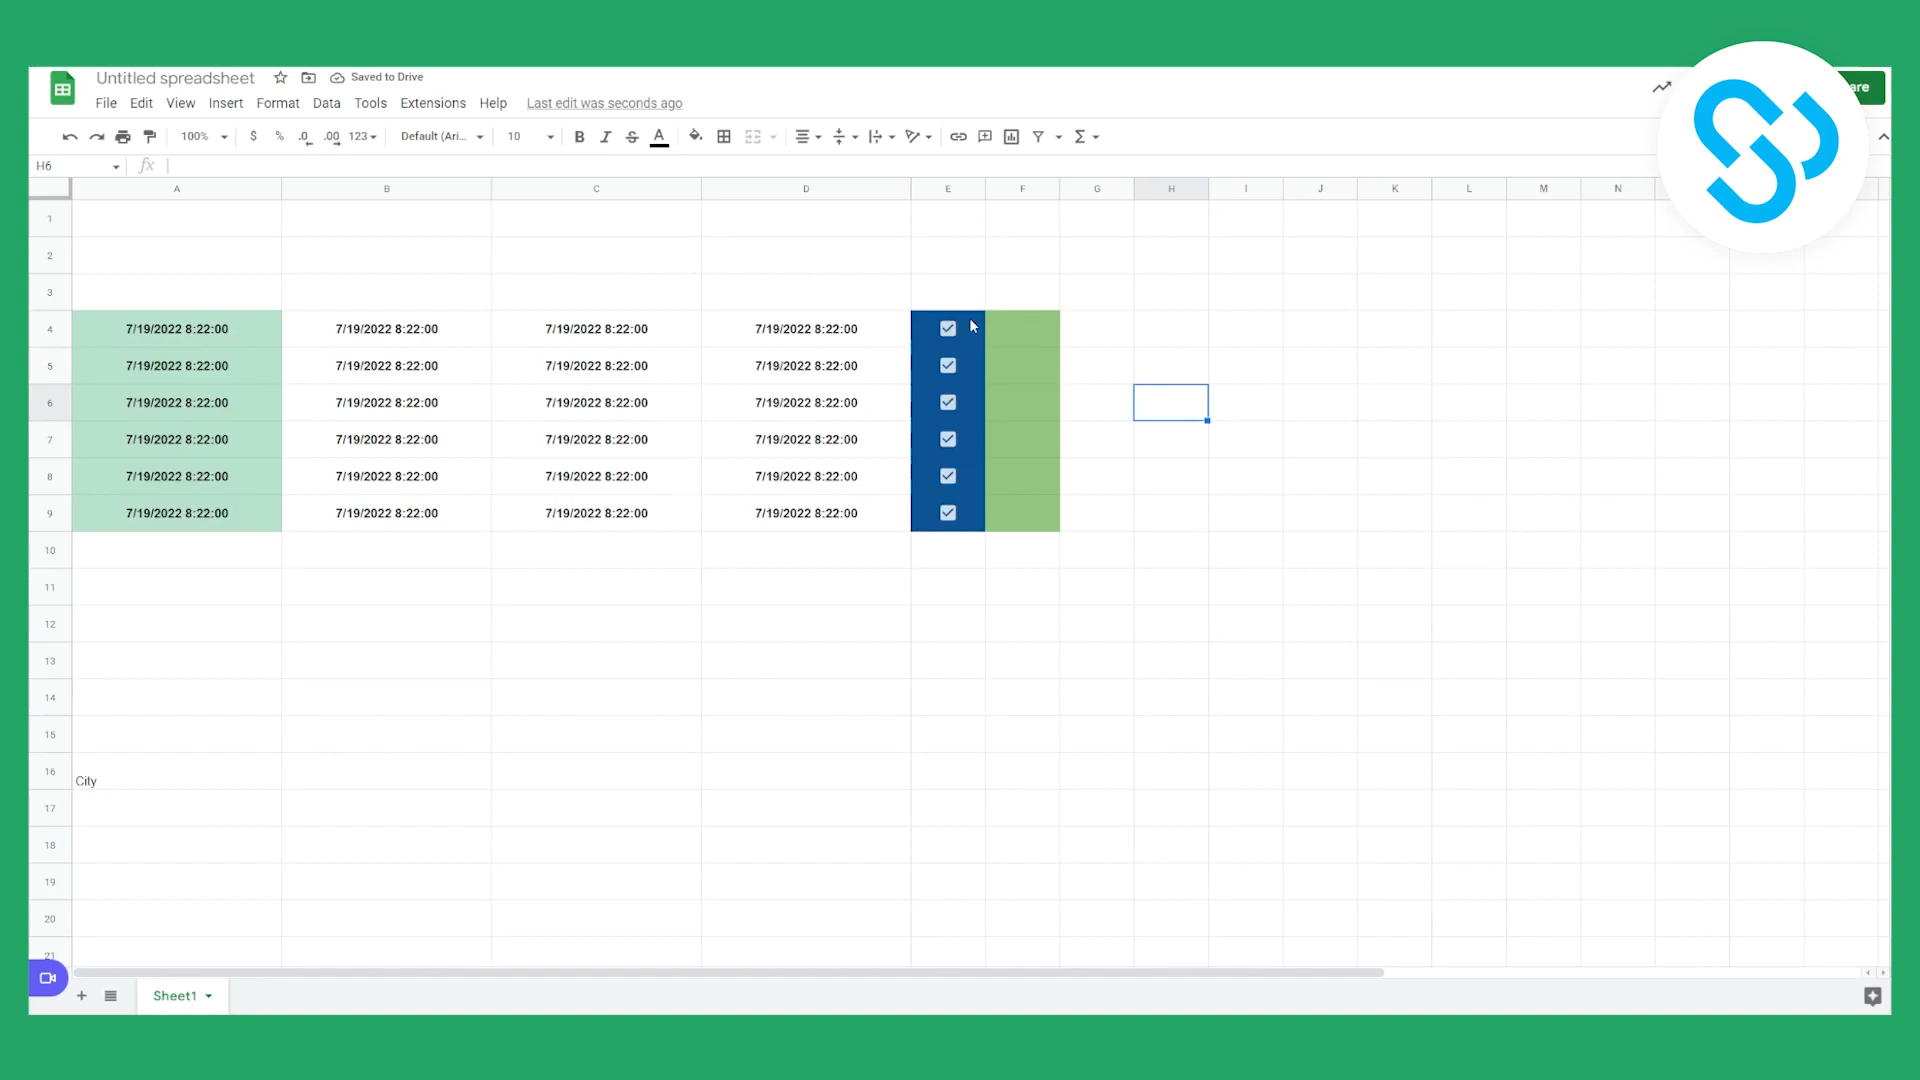 Untitled spreadsheet Saved to Drive
File Edit View Insert Format Data Tools Extensions Help Last edit was seconds ago
are
100% $ % .0 .00 123 Default (Ari... 10 B I S A Σ
H6 fx
A B C D E F G H I J K L M N
1
2
3
4 7/19/2022 8:22:00 7/19/2022 8:22:00 7/19/2022 8:22:00 7/19/2022 8:22:00
5 7/19/2022 8:22:00 7/19/2022 8:22:00 7/19/2022 8:22:00 7/19/2022 8:22:00
6 7/19/2022 8:22:00 7/19/2022 8:22:00 7/19/2022 8:22:00 7/19/2022 8:22:00
7 7/19/2022 8:22:00 7/19/2022 8:22:00 7/19/2022 8:22:00 7/19/2022 8:22:00
8 7/19/2022 8:22:00 7/19/2022 8:22:00 7/19/2022 8:22:00 7/19/2022 8:22:00
9 7/19/2022 8:22:00 7/19/2022 8:22:00 7/19/2022 8:22:00 7/19/2022 8:22:00
10
11
12
13
14
15
16 City
17
18
19
20
21
Sheet1